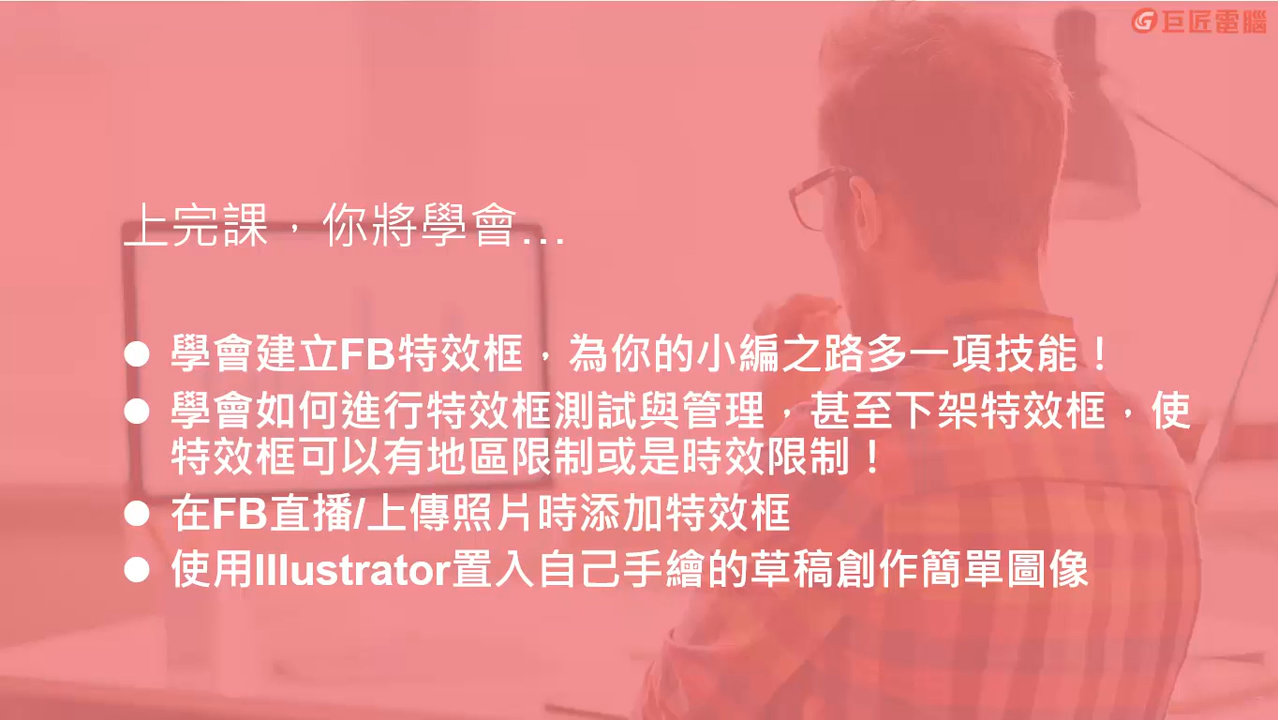 巨匠電腦
上完課，你將學會…
● 學會建立FB特效框，為你的小編之路多一項技能！
● 學會如何進行特效框測試與管理，甚至下架特效框，使
特效框可以有地區限制或是時效限制！
● 在FB直播/上傳照片時添加特效框
● 使用Illustrator置入自己手繪的草稿創作簡單圖像